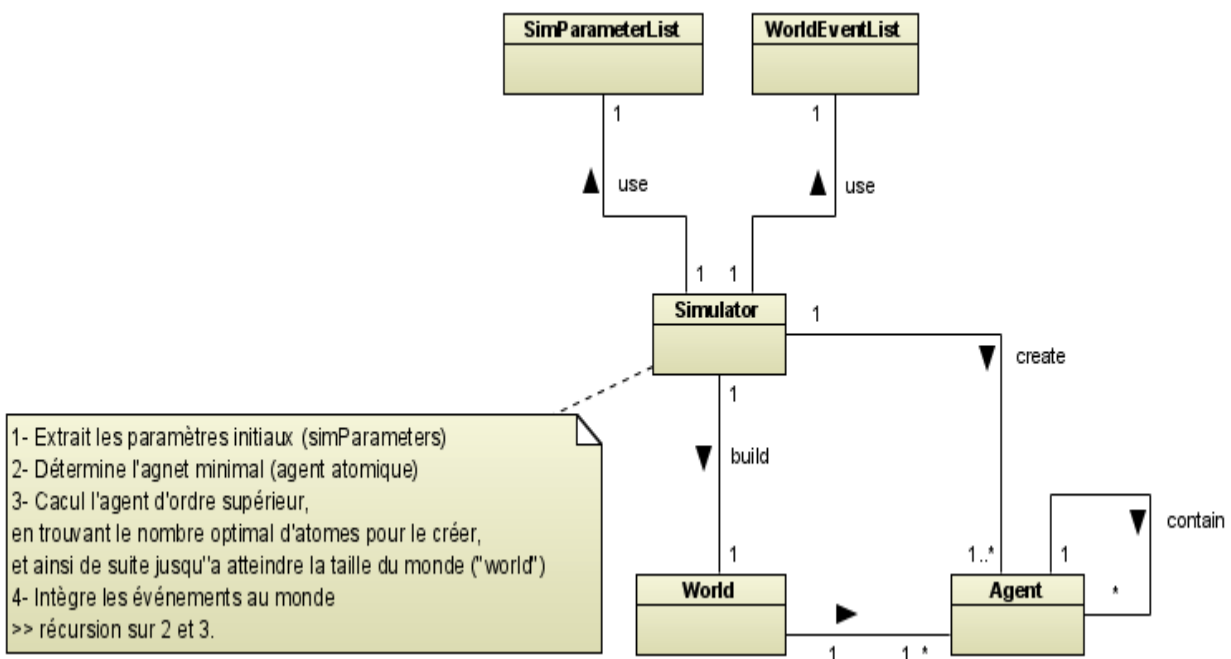 SimParameterList
WorldEventList
1
1
use
use
1
1
Simulator
1
create
1
build
1- Extrait les paramètres initiaux (simParameters)
2- Détermine l'agnet minimal (agent atomique)
3- Cacul l'agent d'ordre supérieur,
en trouvant le nombre optimal d'atomes pour le créer,
et ainsi de suite jusqu''a atteindre la taille du monde ("world")
4- Intègre les événements au monde
>> récursion sur 2 et 3.
contain
1
1..*
1
World
Agent
*
1
1..*